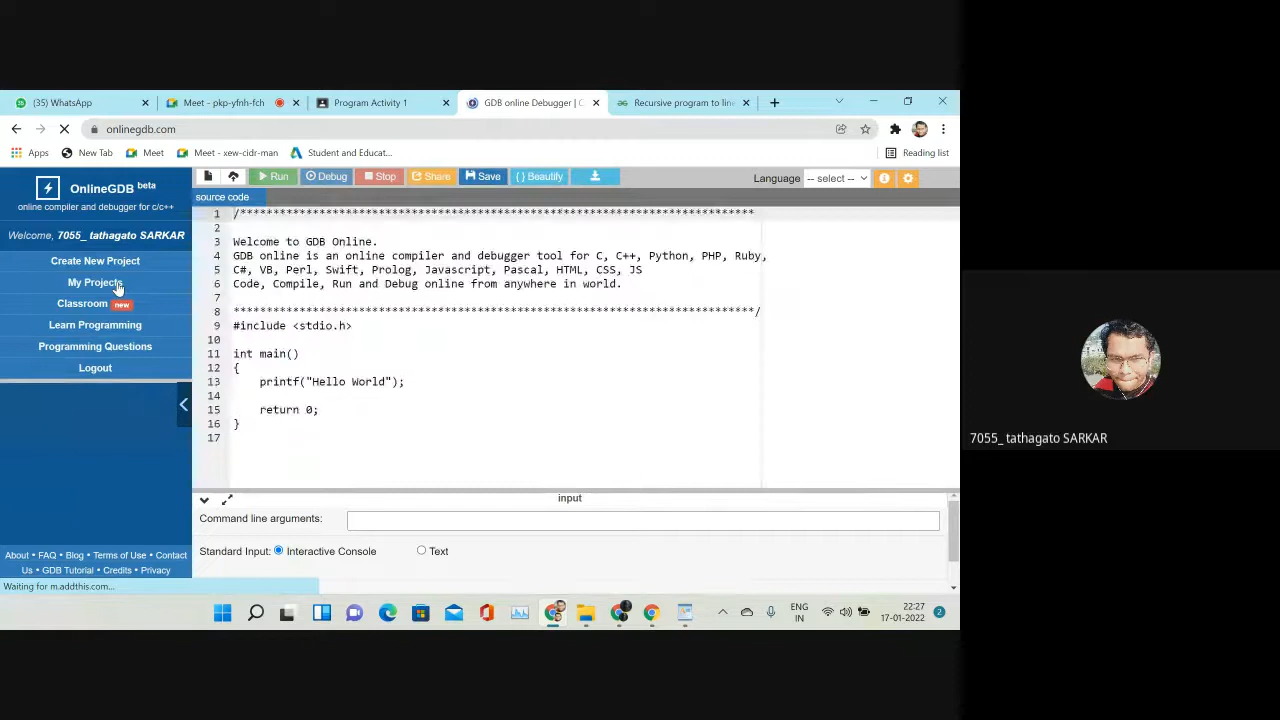 (35) WhatsApp
Meet - pkp-yfnh-fch
Program Activity 1
GDB online Debugger | C
Recursive program to line
onlinegdb.com
Apps
New Tab
Meet
Meet - xew-cidr-man
Student and Educat...
Reading list
OnlineGDB beta
online compiler and debugger for c/c++
Welcome, 7055_ tathagato SARKAR
Create New Project
My Projects
Classroom new
Learn Programming
Programming Questions
Logout
About • FAQ • Blog • Terms of Use • Contact
Us • GDB Tutorial • Credits • Privacy
Waiting for m.addthis.com...
Run
Debug
Stop
Share
Save
{ } Beautify
Language -- select --
source code
1 /******************************************************************************
2
3 Welcome to GDB Online.
4 GDB online is an online compiler and debugger tool for C, C++, Python, PHP, Ruby,
5 C#, VB, Perl, Swift, Prolog, Javascript, Pascal, HTML, CSS, JS
6 Code, Compile, Run and Debug online from anywhere in world.
7
8 *******************************************************************************/
9 #include <stdio.h>
10
11 int main()
12 {
13     printf("Hello World");
14
15     return 0;
16 }
17
input
Command line arguments:
Standard Input: Interactive Console Text
ENG
IN
22:27
17-01-2022
2
7055_ tathagato SARKAR